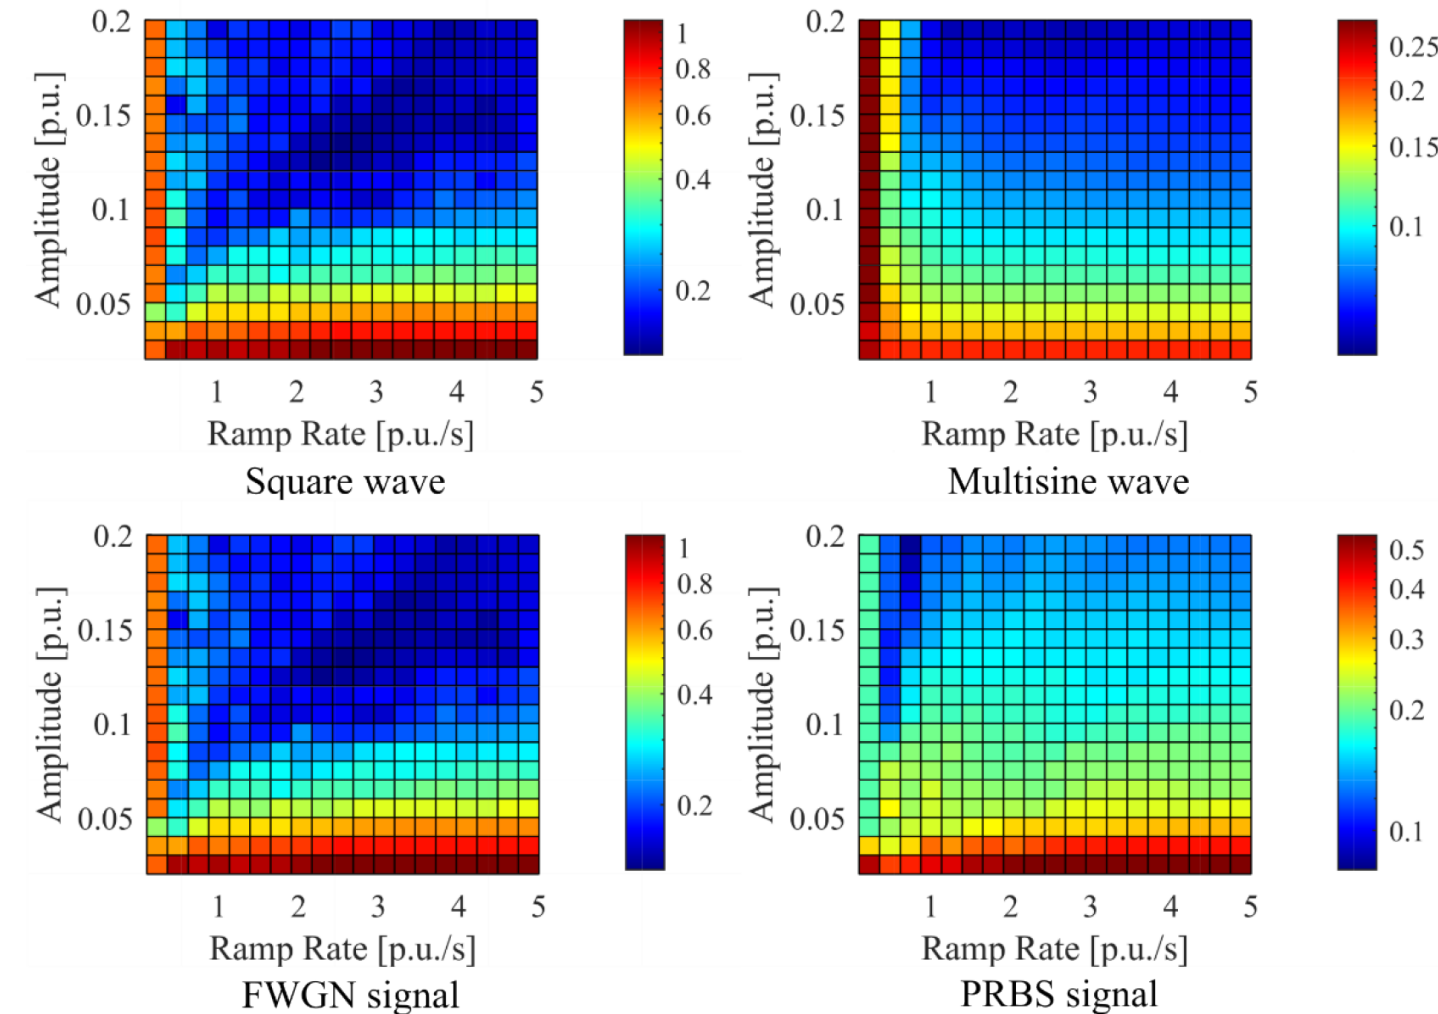 0.2
0.15
0.1
0.05
Amplitude [p.u.]
1 2 3 4 5
Ramp Rate [p.u./s]
1
0.8
0.6
0.4
0.2
Square wave
0.2
0.15
0.1
0.05
Amplitude [p.u.]
1 2 3 4 5
Ramp Rate [p.u./s]
0.25
0.2
0.15
0.1
Multisine wave
0.2
0.15
0.1
0.05
Amplitude [p.u.]
1 2 3 4 5
Ramp Rate [p.u./s]
1
0.8
0.6
0.4
0.2
FWGN signal
0.2
0.15
0.1
0.05
Amplitude [p.u.]
1 2 3 4 5
Ramp Rate [p.u./s]
0.5
0.4
0.3
0.2
0.1
PRBS signal